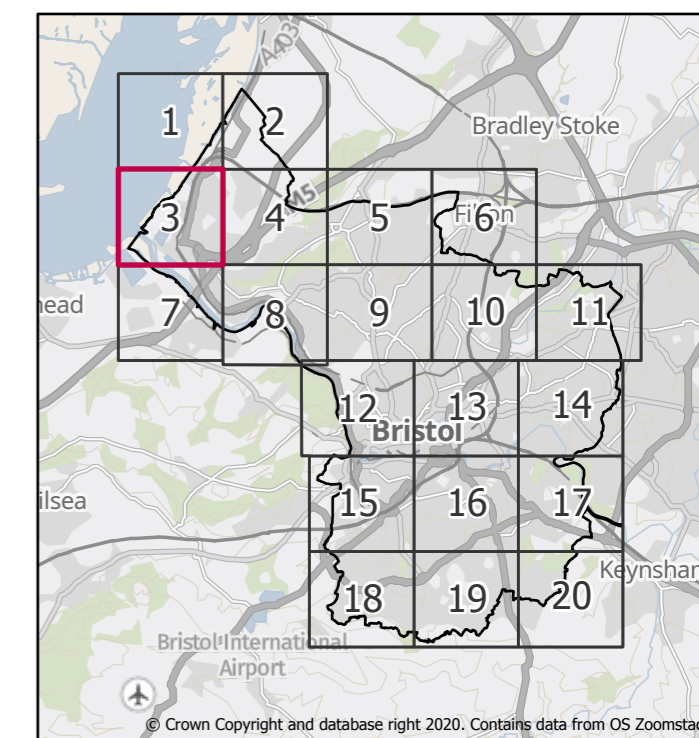 A403
1
2
Bradley Stoke
3
4
M5
5
Filton
6
head
7
8
9
10
11
12
13
14
Bristol
ilsea
15
16
17
Keynshar
18
19
20
Bristol International
Airport
© Crown Copyright and database right 2020. Contains data from OS Zoomstac